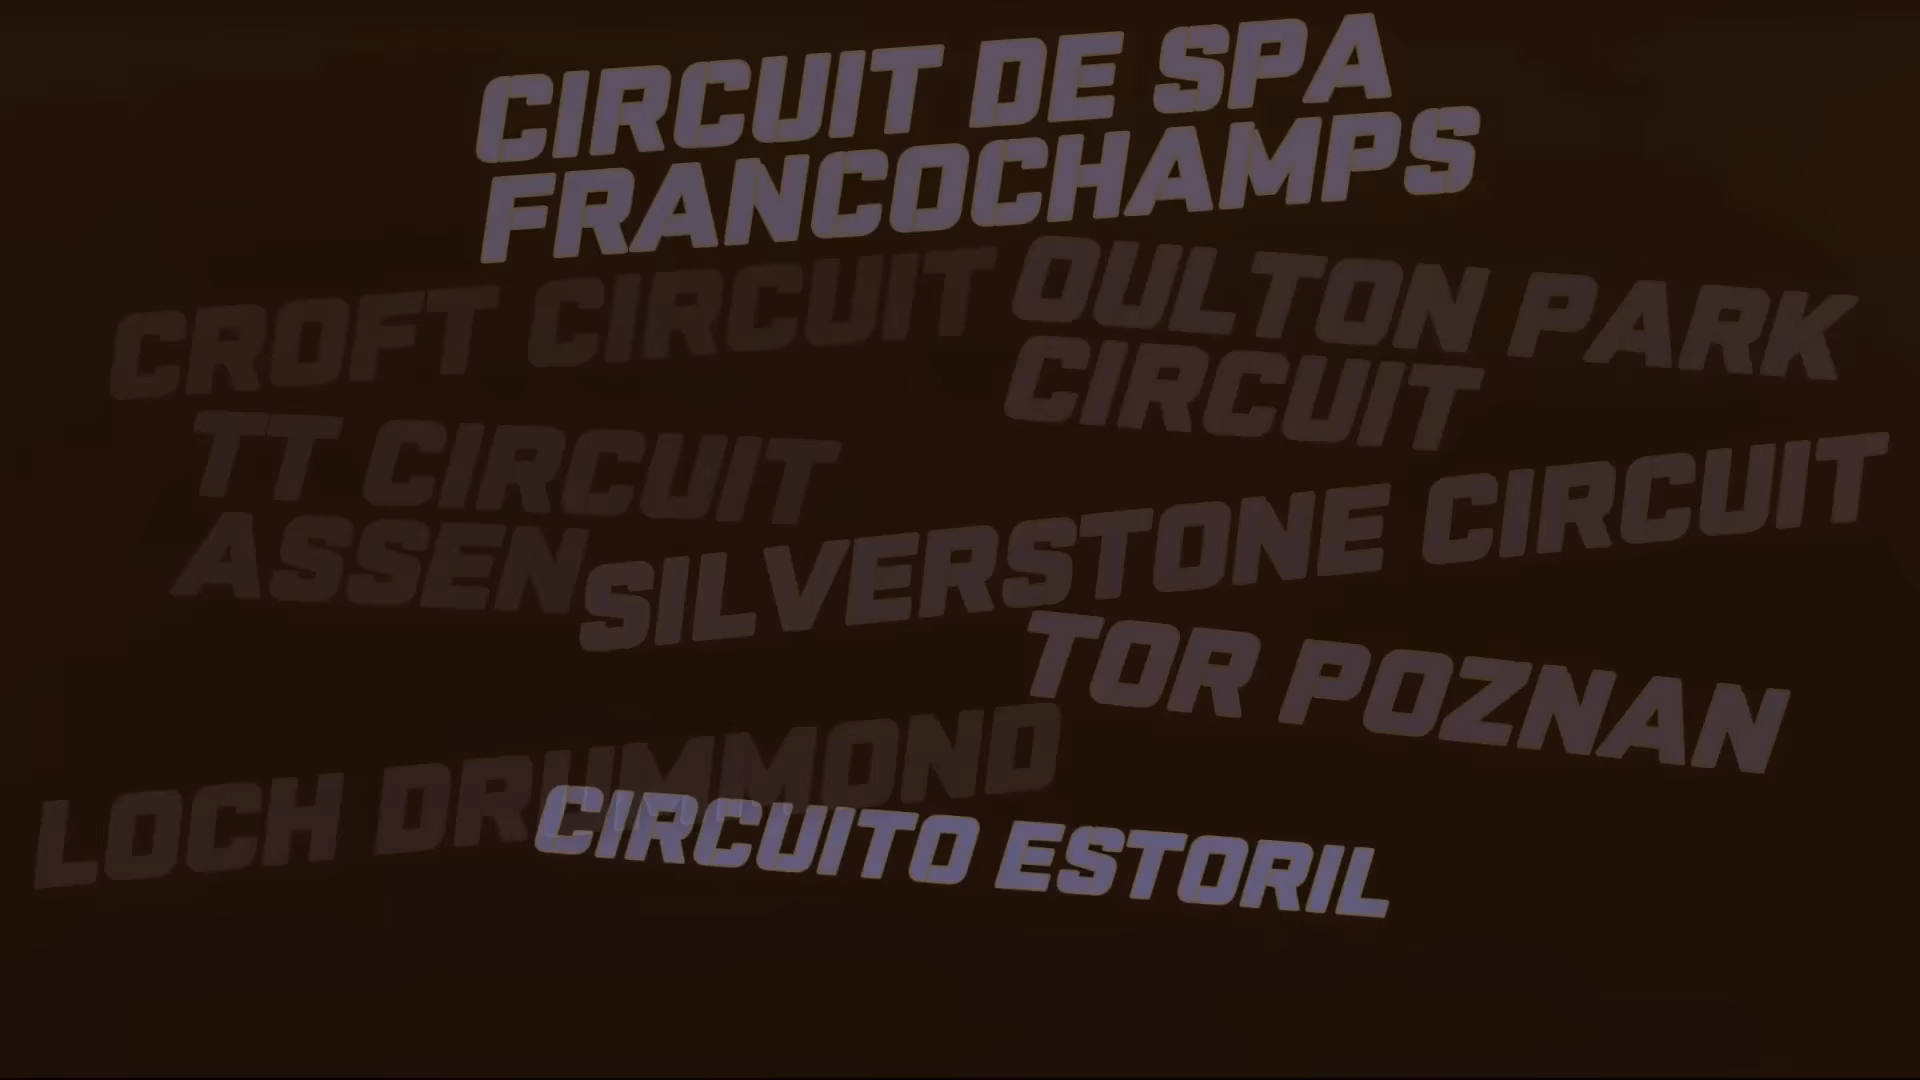 CIRCUIT DE SPA
FRANCOCHAMPS
CROFT CIRCUIT
OULTON PARK
CIRCUIT
TT CIRCUIT
ASSEN
SILVERSTONE CIRCUIT
TOR POZNAN
LOCH DRUMMOND
CIRCUITO ESTORIL